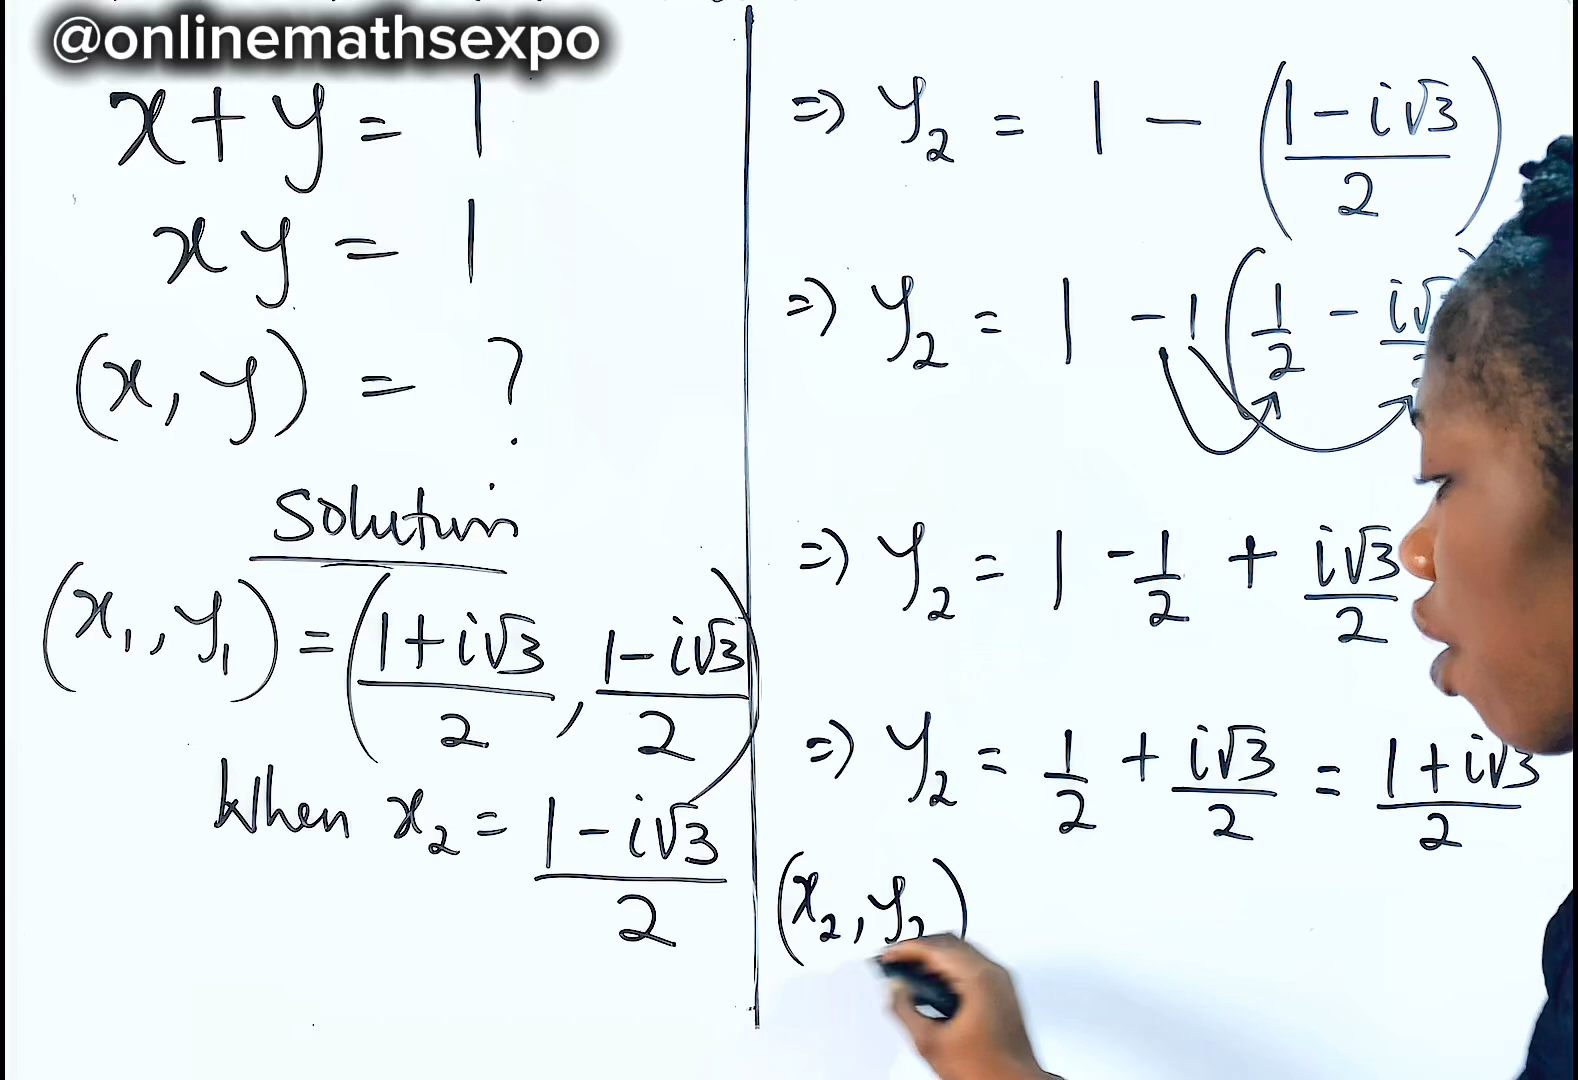 @onlinemathsexpo
x + y = 1
xy = 1
(x, y) = ?
Solution
(x₁, y₁) = ((1+i√3)/2, (1-i√3)/2)
When x₂ = (1-i√3)/2
=> y₂ = 1 - ((1-i√3)/2)
=> y₂ = 1 - 1(1/2 - i√
=> y₂ = 1 - 1/2 + i√3/2
=> y₂ = 1/2 + i√3/2 = (1+i√3)/2
(x₂, y₂)